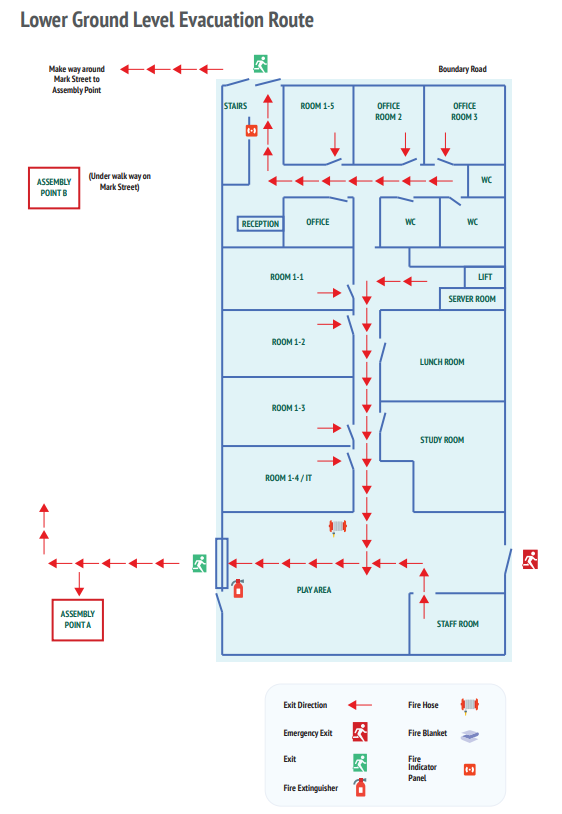 Lower Ground Level Evacuation Route
Make way around
Mark Street to
Assembly Point
Boundary Road
STAIRS
ROOM 1-5
OFFICE
ROOM 2
OFFICE
ROOM 3
ASSEMBLY
POINT B
(Under walk way on
Mark Street)
WC
RECEPTION
OFFICE
WC
WC
ROOM 1-1
LIFT
SERVER ROOM
ROOM 1-2
LUNCH ROOM
ROOM 1-3
STUDY ROOM
ROOM 1-4 / IT
PLAY AREA
ASSEMBLY
POINT A
STAFF ROOM
Exit Direction
Fire Hose
Emergency Exit
Fire Blanket
Exit
Fire
Indicator
Panel
Fire Extinguisher